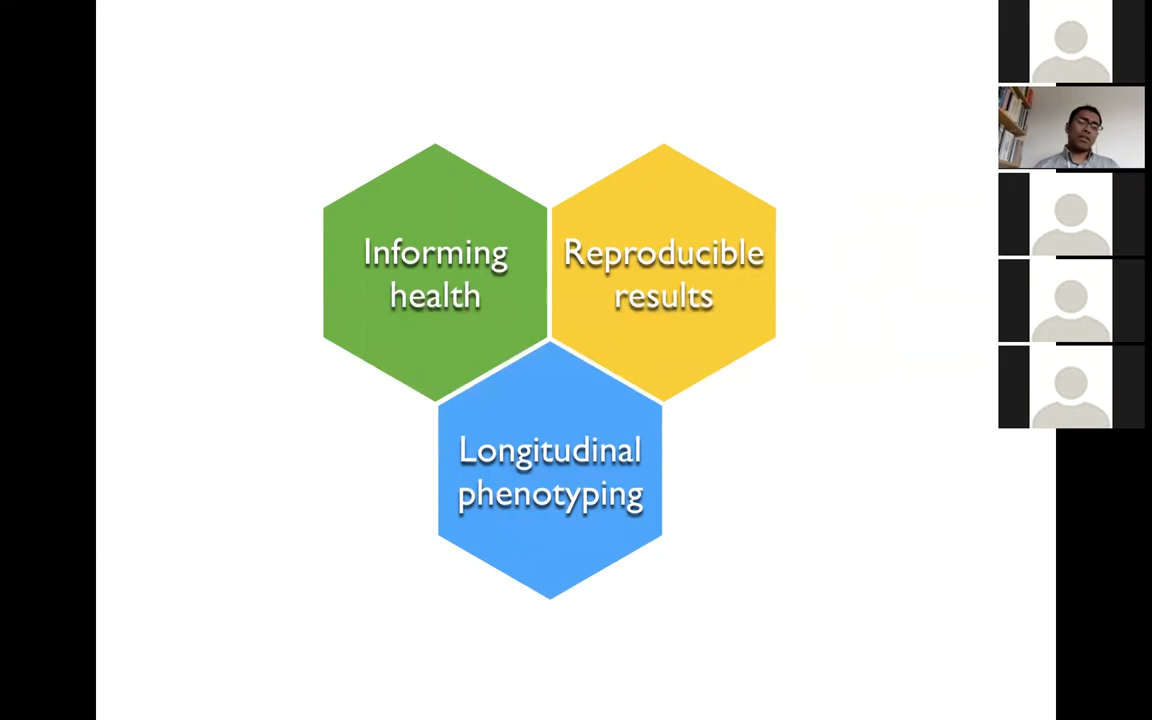 Informing
health
Reproducible
results
Longitudinal
phenotyping